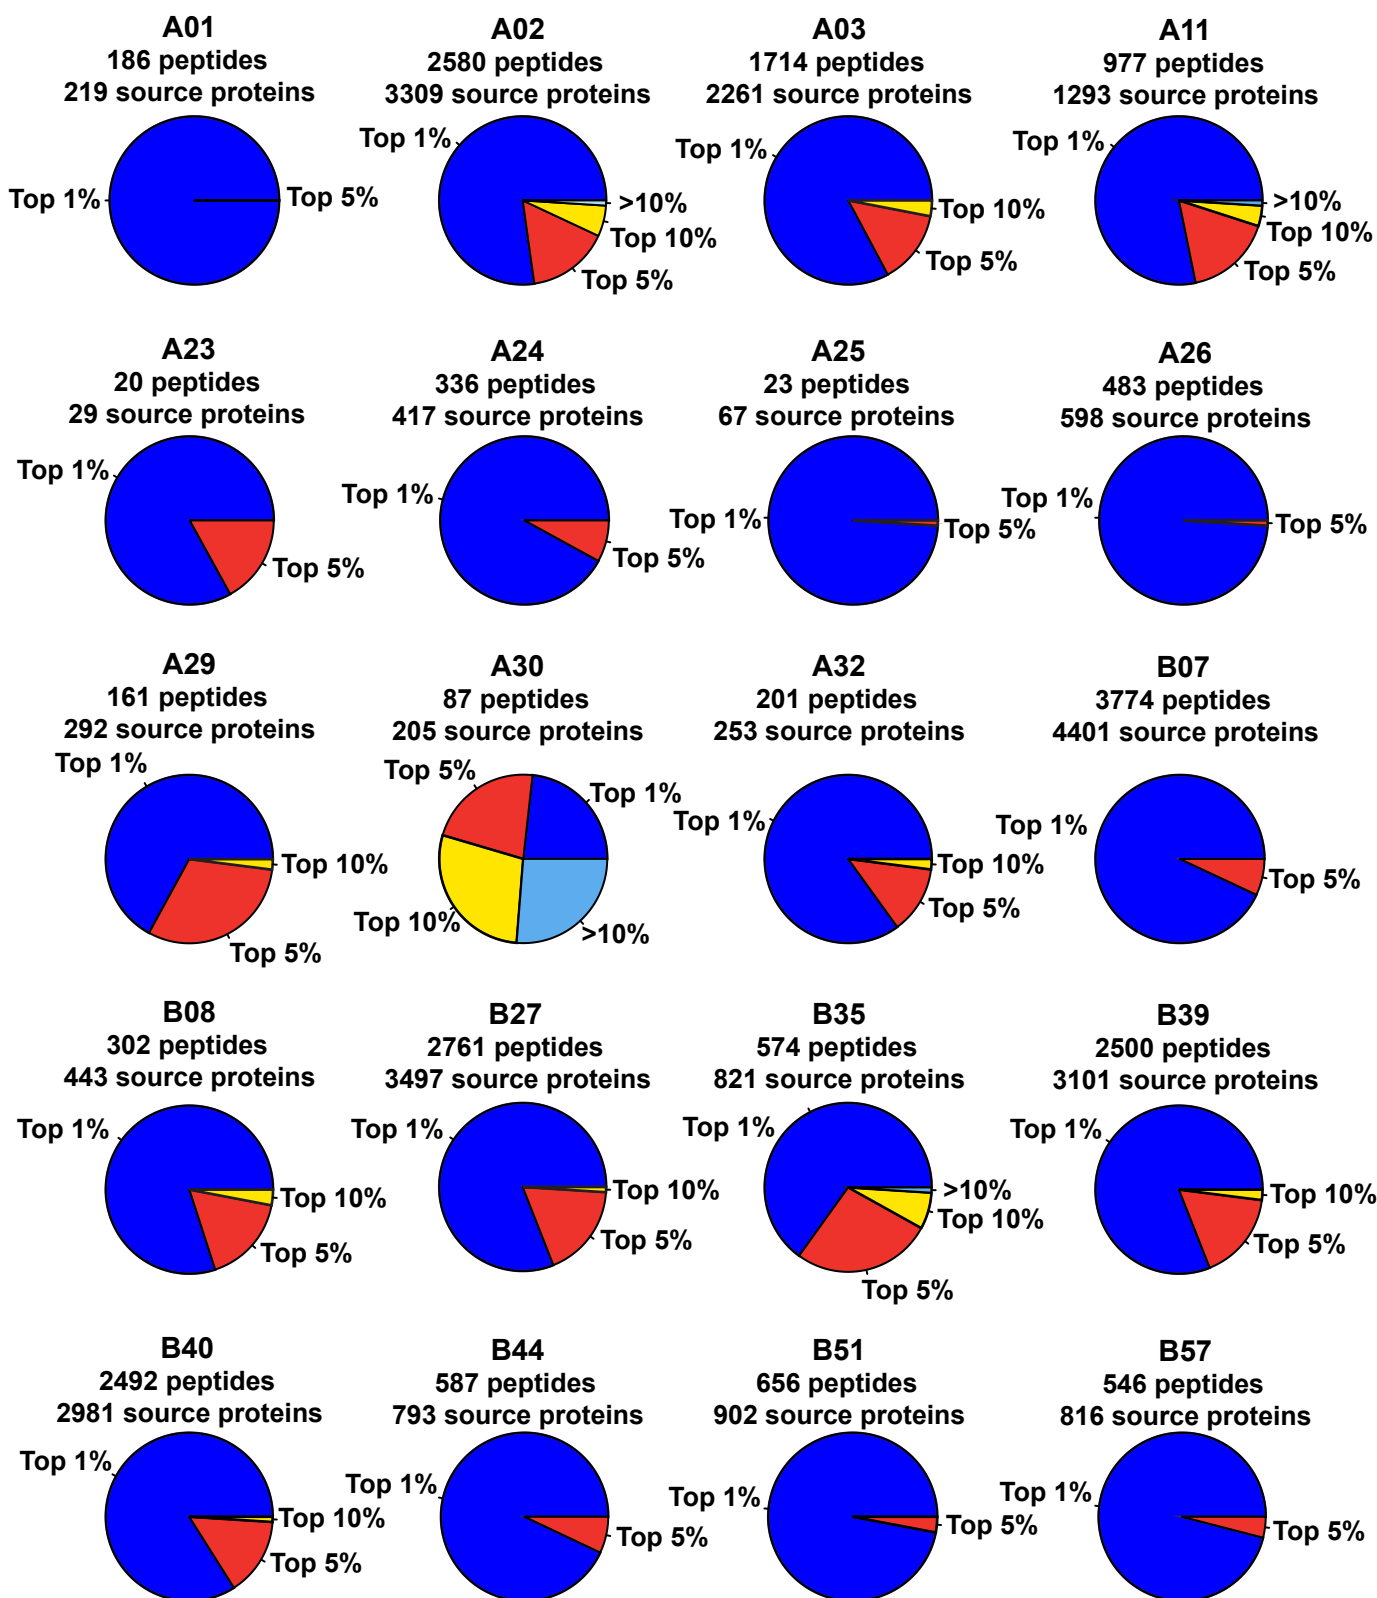 A01
186 peptides
219 source proteins
Top 1%
Top 5%
A02
2580 peptides
3309 source proteins
Top 1%
>10%
Top 10%
Top 5%
A03
1714 peptides
2261 source proteins
Top 1%
Top 10%
Top 5%
A11
977 peptides
1293 source proteins
Top 1%
>10%
Top 10%
Top 5%
A23
20 peptides
29 source proteins
Top 1%
Top 5%
A24
336 peptides
417 source proteins
Top 1%
Top 5%
A25
23 peptides
67 source proteins
Top 1%
Top 5%
A26
483 peptides
598 source proteins
Top 1%
Top 5%
A29
161 peptides
292 source proteins
Top 1%
Top 10%
Top 5%
A30
87 peptides
205 source proteins
Top 5%
Top 1%
Top 10%
>10%
A32
201 peptides
253 source proteins
Top 1%
Top 10%
Top 5%
B07
3774 peptides
4401 source proteins
Top 1%
Top 5%
B08
302 peptides
443 source proteins
Top 1%
Top 10%
Top 5%
B27
2761 peptides
3497 source proteins
Top 1%
Top 10%
Top 5%
B35
574 peptides
821 source proteins
Top 1%
>10%
Top 10%
Top 5%
B39
2500 peptides
3101 source proteins
Top 1%
Top 10%
Top 5%
B40
2492 peptides
2981 source proteins
Top 1%
Top 10%
Top 5%
B44
587 peptides
793 source proteins
Top 1%
Top 5%
B51
656 peptides
902 source proteins
Top 1%
Top 5%
B57
546 peptides
816 source proteins
Top 1%
Top 5%